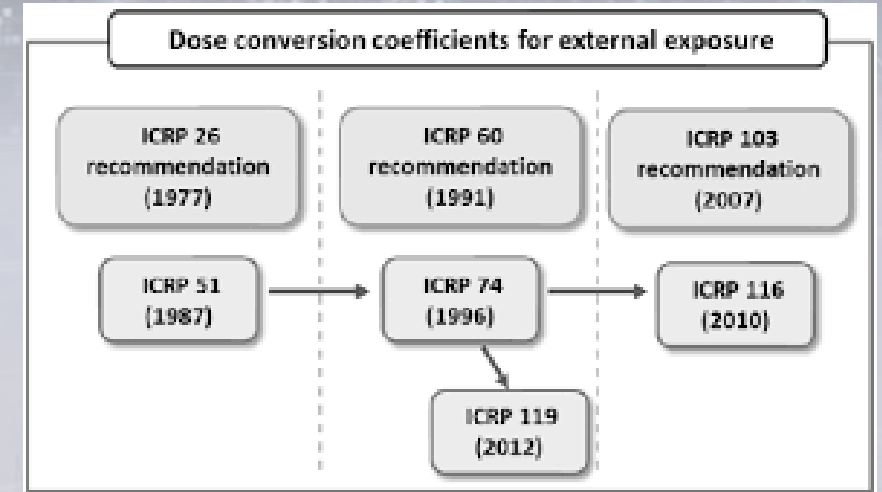 Dose conversion coefficients for external exposure
ICRP 26
recommendation
(1977)
ICRP 60
recommendation
(1991)
ICRP 103
recommendation
(2007)
ICRP 51
(1987)
ICRP 74
(1996)
ICRP 116
(2010)
ICRP 119
(2012)